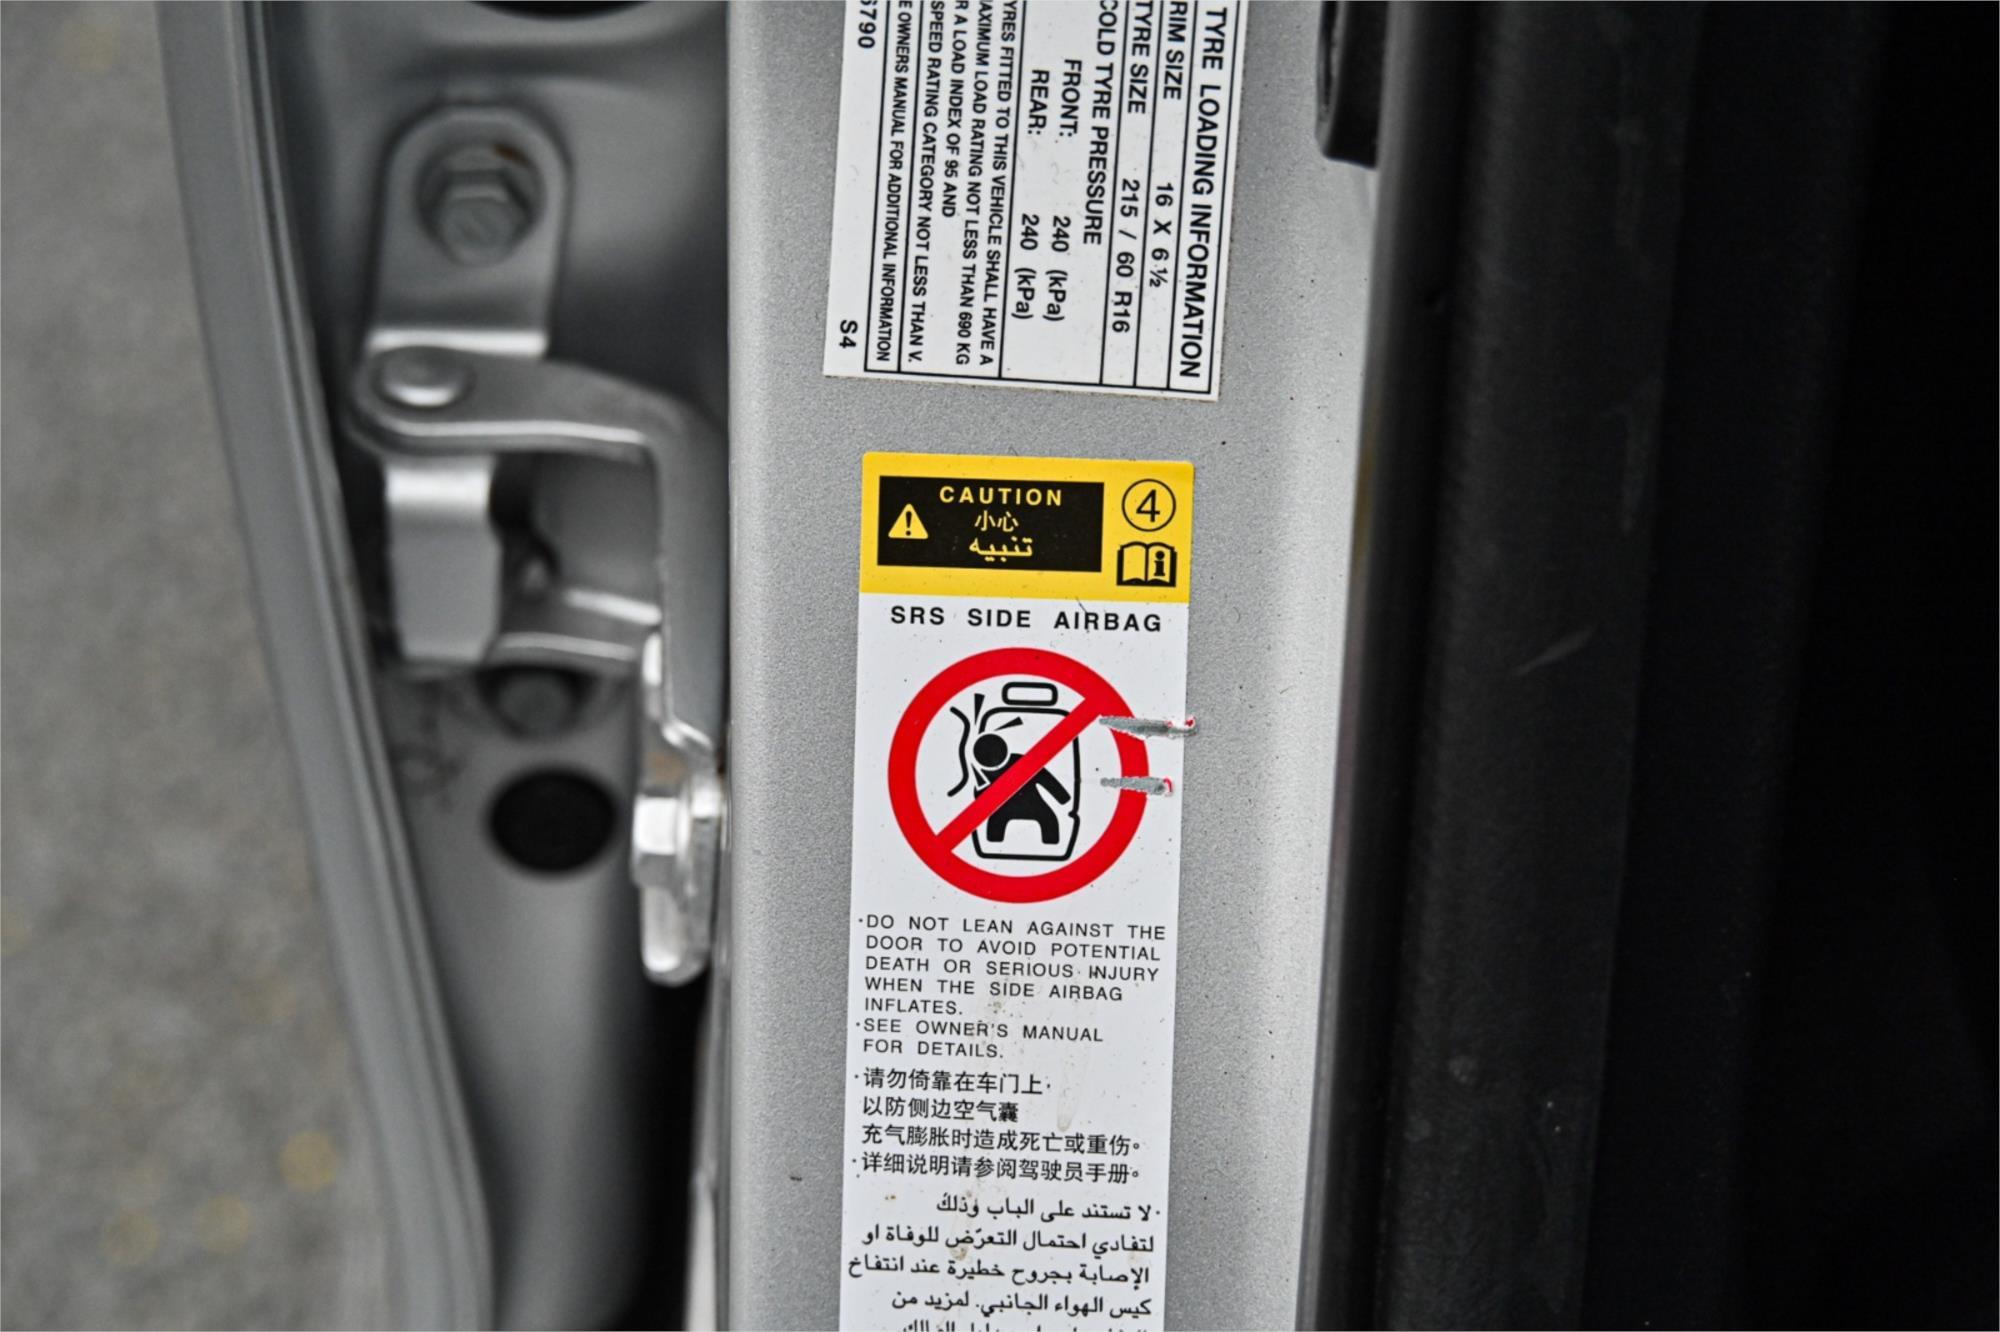 TYRE LOADING INFORMATION
RIM SIZE 16 X 6 ½
TYRE SIZE 215 / 60 R16
COLD TYRE PRESSURE
FRONT: 240 (kPa)
REAR: 240 (kPa)
TYRES FITTED TO THIS VEHICLE SHALL HAVE A
MAXIMUM LOAD RATING NOT LESS THAN 690 KG
A LOAD INDEX OF 95 AND
SPEED RATING CATEGORY NOT LESS THAN V.
OWNERS MANUAL FOR ADDITIONAL INFORMATION
6790 S4
CAUTION
小心
تنبيه
4
SRS SIDE AIRBAG
·DO NOT LEAN AGAINST THE
DOOR TO AVOID POTENTIAL
DEATH OR SERIOUS INJURY
WHEN THE SIDE AIRBAG
INFLATES.
·SEE OWNER'S MANUAL
FOR DETAILS.
·请勿倚靠在车门上
以防侧边空气囊
充气膨胀时造成死亡或重伤。
·详细说明请参阅驾驶员手册。
·لا تستند على الباب وذلك
لتفادي احتمال التعرّض للوفاة او
الإصابة بجروح خطيرة عند انتفاخ
كيس الهواء الجانبي. لمزيد من